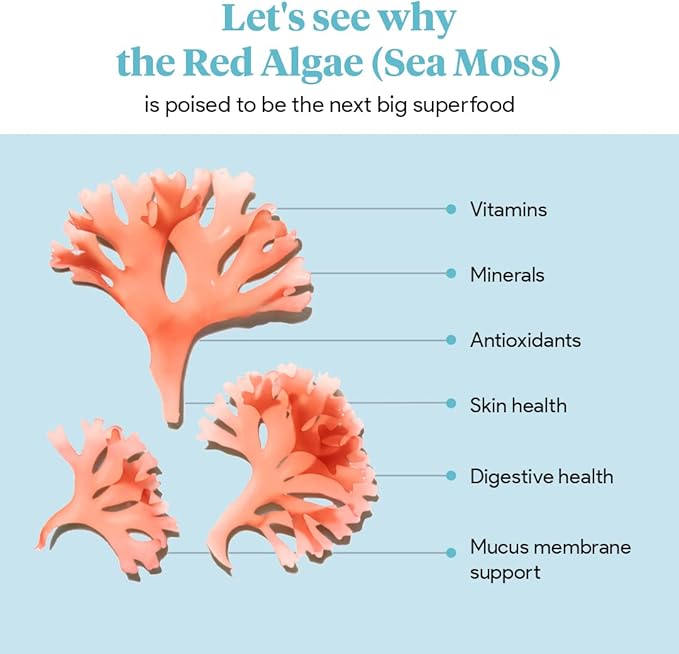 Let's see why
the Red Algae (Sea Moss)
is poised to be the next big superfood
Vitamins
Minerals
Antioxidants
Skin health
Digestive health
Mucus membrane
support